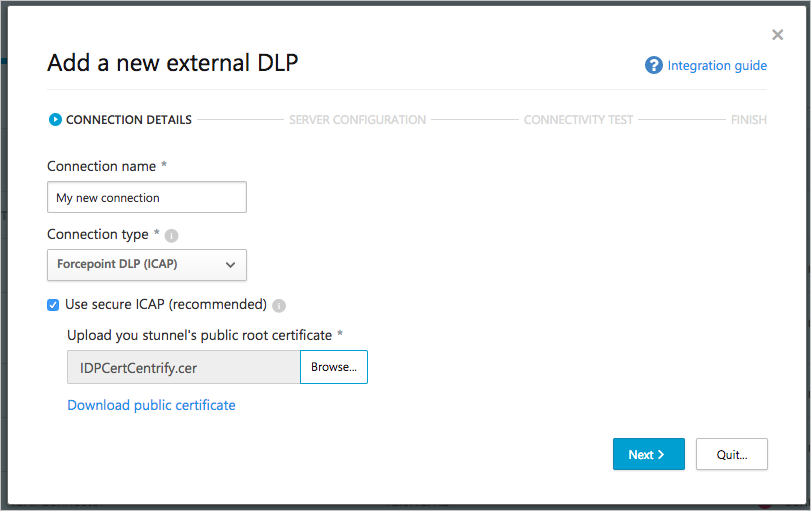 Add a new external DLP
? Integration guide
CONNECTION DETAILS SERVER CONFIGURATION CONNECTIVITY TEST FINISH
Connection name *
My new connection
Connection type * i
Forcepoint DLP (ICAP)
Use secure ICAP (recommended) i
Upload you stunnel's public root certificate *
IDPCertCentrify.cer Browse...
Download public certificate
Next Quit...